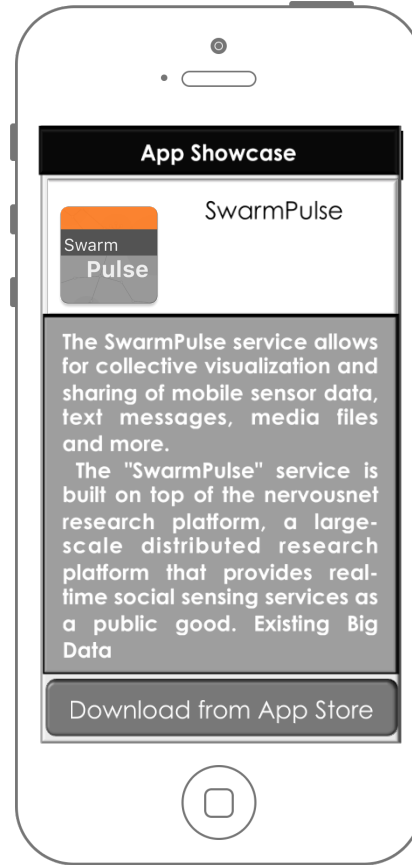 App Showcase
SwarmPulse
Swarm
Pulse
The SwarmPulse service allows
for collective visualization and
sharing of mobile sensor data,
text messages, media files
and more.
The "SwarmPulse" service is
built on top of the nervousnet
research platform, a large-
scale distributed research
platform that provides real-
time social sensing services as
a public good. Existing Big
Data
Download from App Store